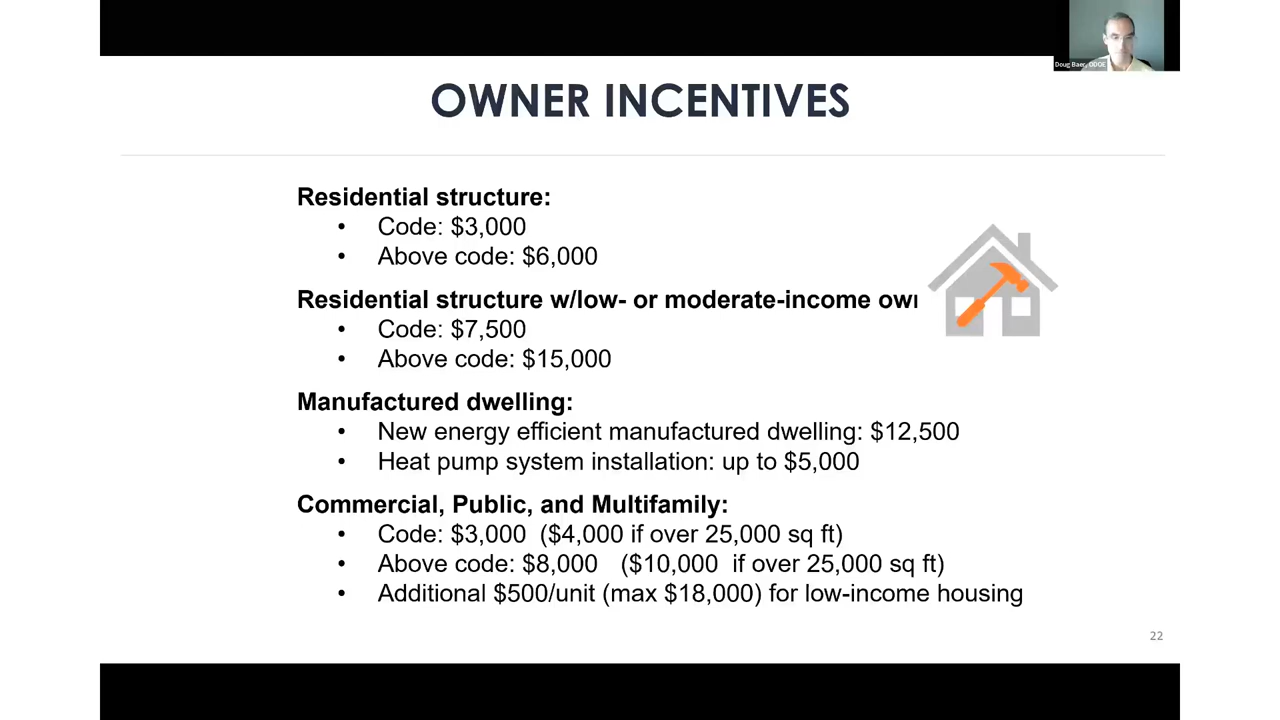 Doug Baer, ODOE
OWNER INCENTIVES
Residential structure:
• Code: $3,000
• Above code: $6,000
Residential structure w/low- or moderate-income
• Code: $7,500
• Above code: $15,000
Manufactured dwelling:
• New energy efficient manufactured dwelling: $12,500
• Heat pump system installation: up to $5,000
Commercial, Public, and Multifamily:
• Code: $3,000 ($4,000 if over 25,000 sq ft)
• Above code: $8,000 ($10,000 if over 25,000 sq ft)
• Additional $500/unit (max $18,000) for low-income housing
22